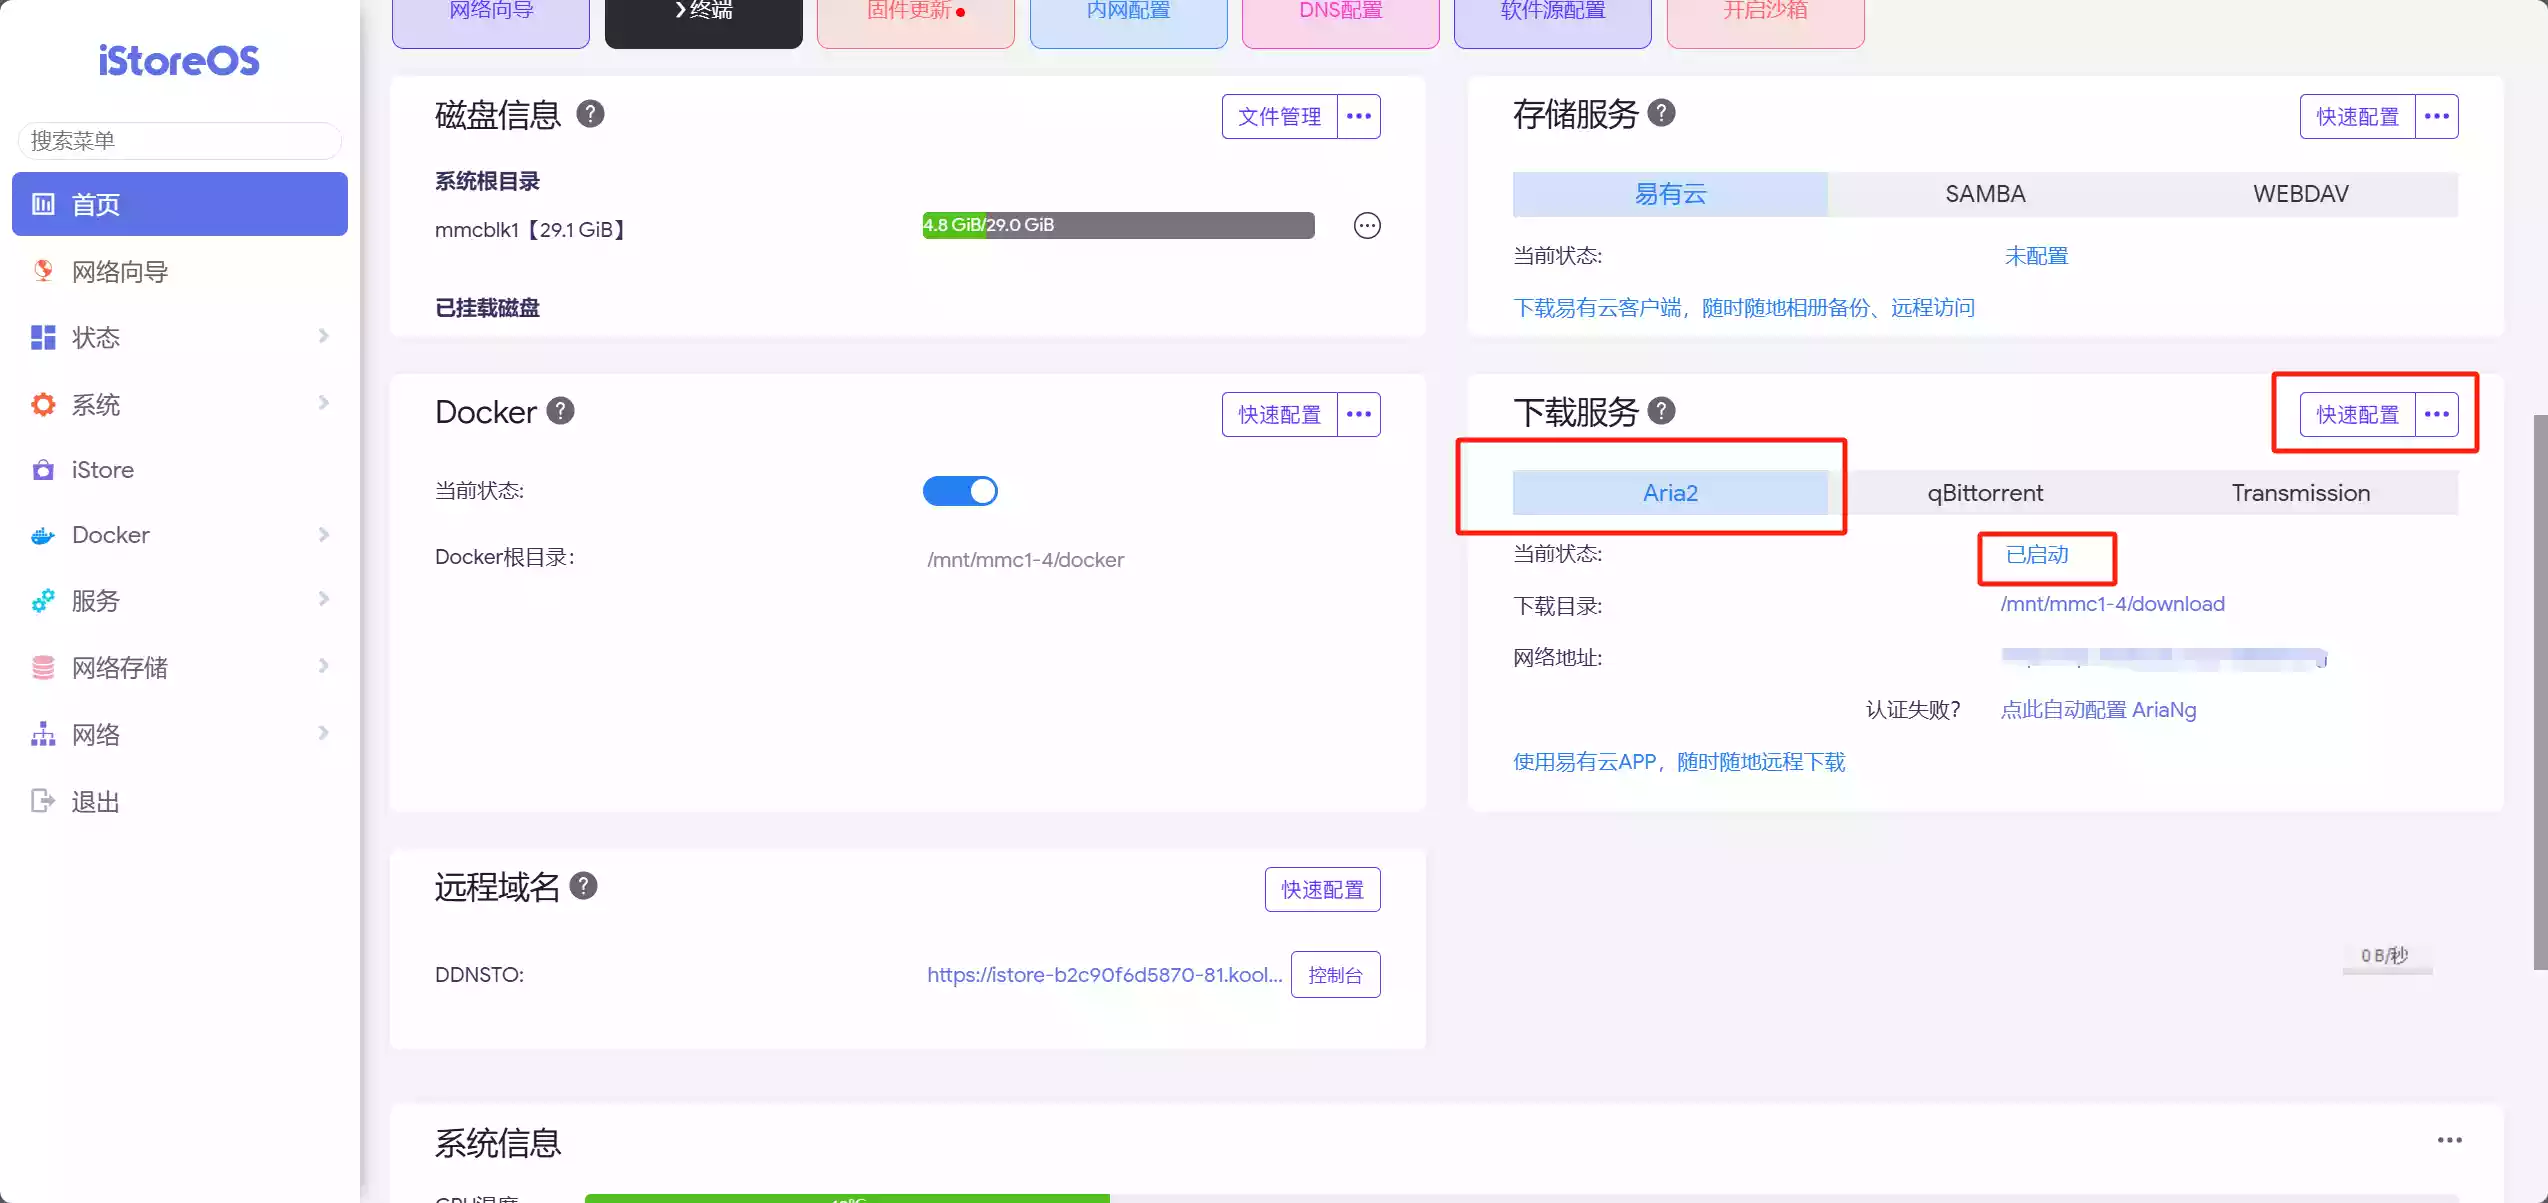 iStoreOS
搜索菜单
首页
网络向导
状态
系统
iStore
Docker
服务
网络存储
网络
退出
网络向导
终端
固件更新
内网配置
DNS配置
软件源配置
开启沙箱
磁盘信息 ?
文件管理 •••
系统根目录
mmcblk1【29.1 GiB】
4.8 GiB/29.0 GiB
已挂载磁盘
存储服务 ?
快速配置 •••
易有云 SAMBA WEBDAV
当前状态: 未配置
下载易有云客户端，随时随地相册备份、远程访问
Docker ?
快速配置 •••
当前状态:
Docker根目录: /mnt/mmc1-4/docker
下载服务 ?
快速配置 •••
Aria2 qBittorrent Transmission
当前状态: 已启动
下载目录: /mnt/mmc1-4/download
网络地址:
认证失败? 点此自动配置 AriaNg
使用易有云APP，随时随地远程下载
远程域名 ?
快速配置
DDNSTO: https://istore-b2c90f6d5870-81.kool...
控制台
0 B/秒
系统信息
•••